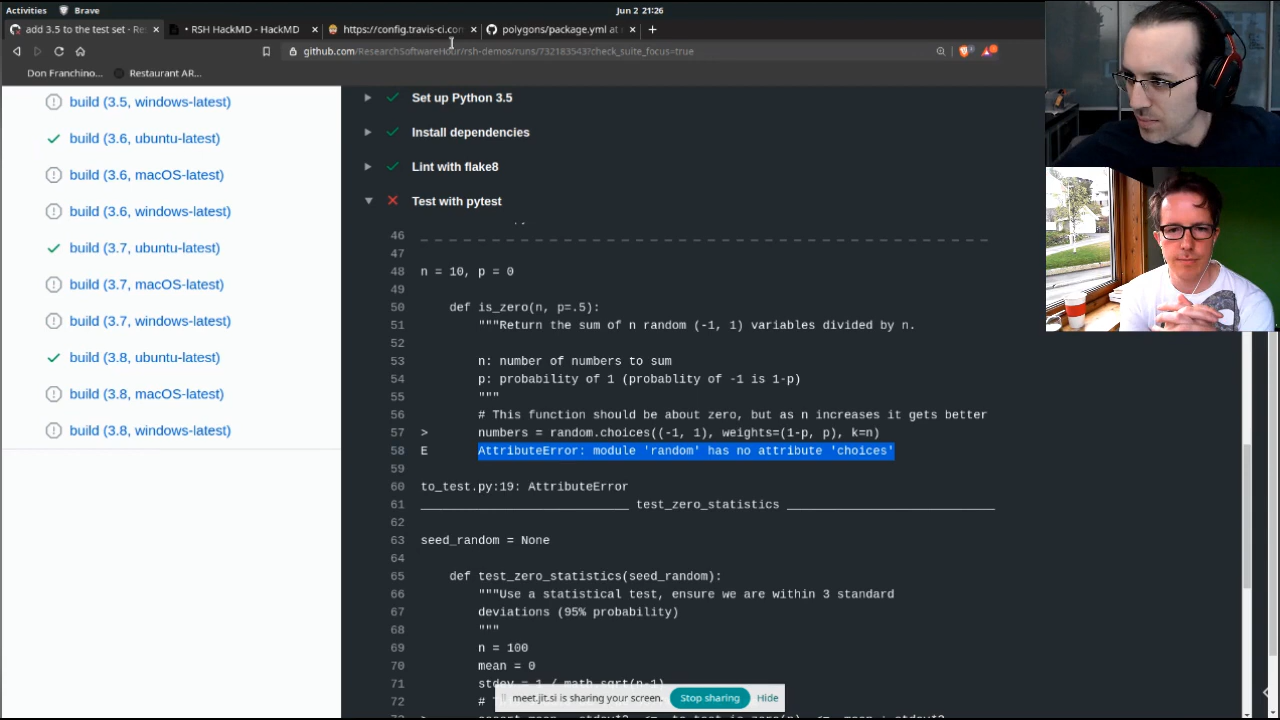 Activities Brave Jun 2 21:26
add 3.5 to the test set - Re × • RSH HackMD - HackMD × https://config.travis-ci.com × polygons/package.yml at × +
github.com/ResearchSoftwareHour/rsh-demos/runs/732183543?check_suite_focus=true
Don Franchino... Restaurant AR...
build (3.5, windows-latest)
build (3.6, ubuntu-latest)
build (3.6, macOS-latest)
build (3.6, windows-latest)
build (3.7, ubuntu-latest)
build (3.7, macOS-latest)
build (3.7, windows-latest)
build (3.8, ubuntu-latest)
build (3.8, macOS-latest)
build (3.8, windows-latest)
Set up Python 3.5
Install dependencies
Lint with flake8
Test with pytest
46 _ _ _ _ _ _ _ _ _ _ _ _ _ _ _ _ _ _ _ _ _ _ _ _ _ _ _ _ _ _ _ _ _ _ _ _ _ _ _ _
47
48 n = 10, p = 0
49
50 def is_zero(n, p=.5):
51 """Return the sum of n random (-1, 1) variables divided by n.
52
53 n: number of numbers to sum
54 p: probability of 1 (probablity of -1 is 1-p)
55 """
56 # This function should be about zero, but as n increases it gets better
57 > numbers = random.choices((-1, 1), weights=(1-p, p), k=n)
58 E AttributeError: module 'random' has no attribute 'choices'
59
60 to_test.py:19: AttributeError
61 _____________________________ test_zero_statistics _____________________________
62
63 seed_random = None
64
65 def test_zero_statistics(seed_random):
66 """Use a statistical test, ensure we are within 3 standard
67 deviations (95% probability)
68 """
69 n = 100
70 mean = 0
71 stdev = 1 / math.sqrt(n-1)
72 #
meet.jit.si is sharing your screen. Stop sharing Hide